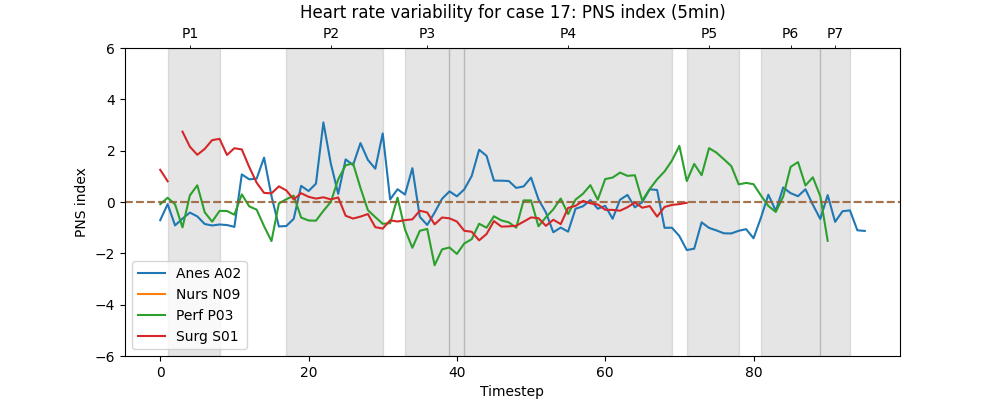 Heart rate variability for case 17: PNS index (5min)
P1 P2 P3 P4 P5 P6 P7
6
4
2
0
−2
−4
−6
PNS index
Anes A02
Nurs N09
Perf P03
Surg S01
0 20 40 60 80
Timestep